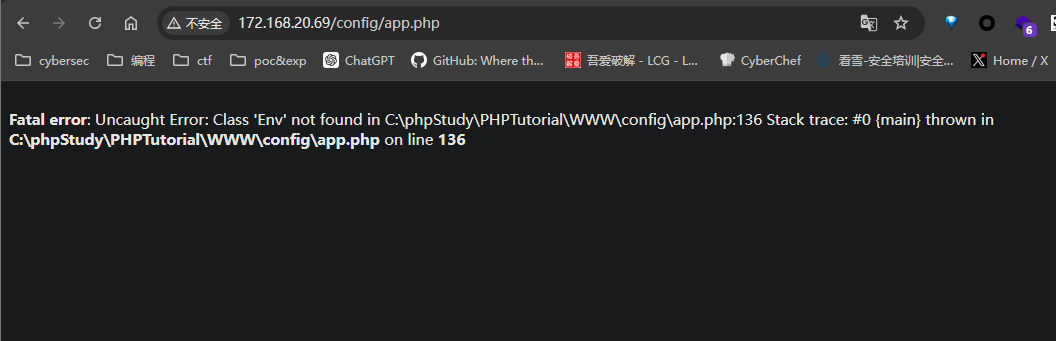 不安全 172.168.20.69/config/app.php
6
cybersec 编程 ctf poc&exp ChatGPT GitHub: Where th... 吾爱破解 - LCG - L... CyberChef 看雪-安全培训|安全... Home / X
Fatal error: Uncaught Error: Class 'Env' not found in C:\phpStudy\PHPTutorial\WWW\config\app.php:136 Stack trace: #0 {main} thrown in
C:\phpStudy\PHPTutorial\WWW\config\app.php on line 136